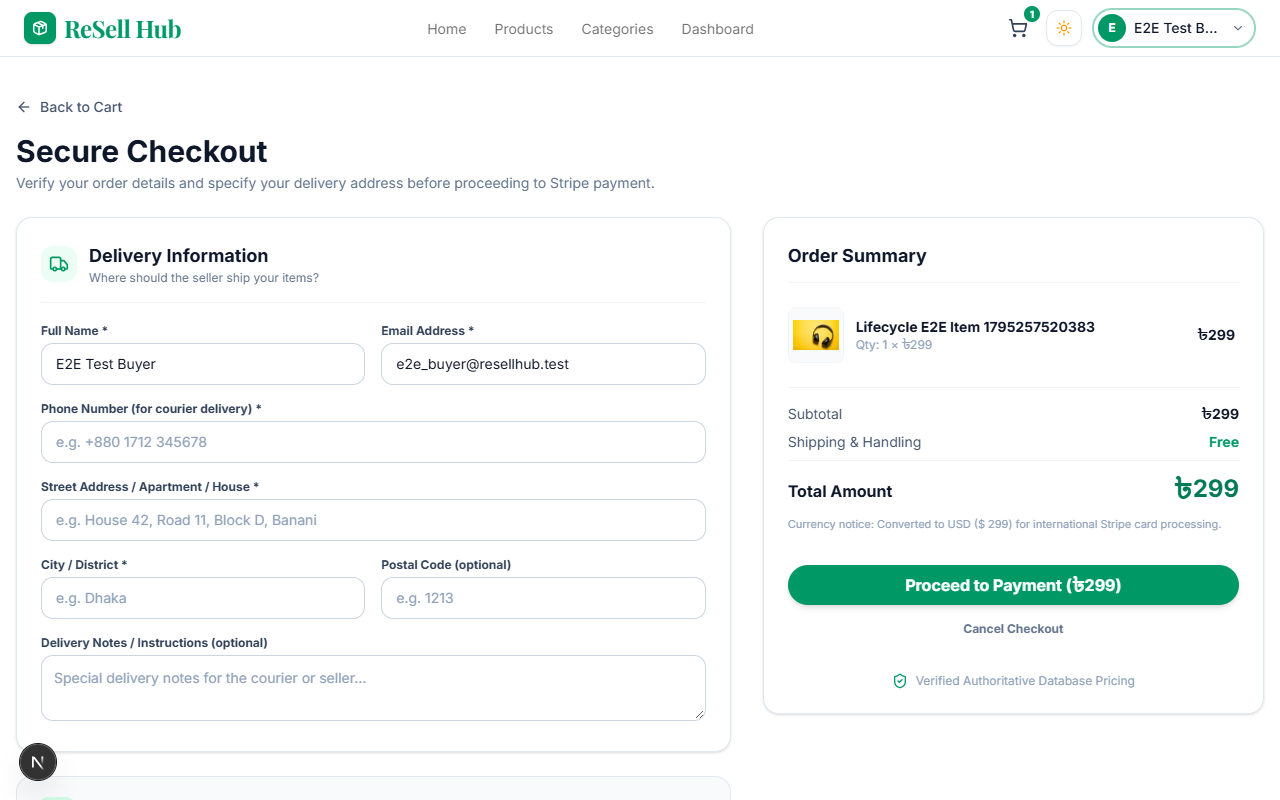 ReSell Hub
Home
Products
Categories
Dashboard
1
E
E2E Test B...
Back to Cart
Secure Checkout
Verify your order details and specify your delivery address before proceeding to Stripe payment.
Delivery Information
Where should the seller ship your items?
Full Name *
Email Address *
E2E Test Buyer
e2e_buyer@resellhub.test
Phone Number (for courier delivery) *
e.g. +880 1712 345678
Street Address / Apartment / House *
e.g. House 42, Road 11, Block D, Banani
City / District *
Postal Code (optional)
e.g. Dhaka
e.g. 1213
Delivery Notes / Instructions (optional)
Special delivery notes for the courier or seller...
N
Order Summary
Lifecycle E2E Item 1795257520383
Qty: 1 × ৳299
৳299
Subtotal
৳299
Shipping & Handling
Free
Total Amount
৳299
Currency notice: Converted to USD ($ 299) for international Stripe card processing.
Proceed to Payment (৳299)
Cancel Checkout
Verified Authoritative Database Pricing